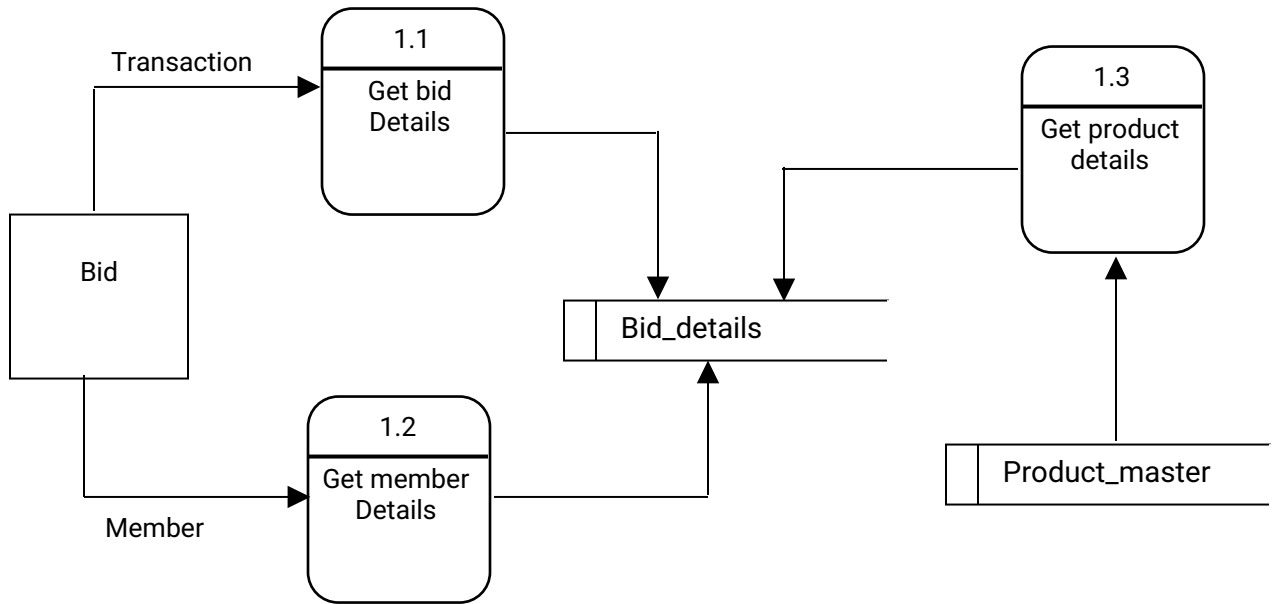 1.1
Transaction
Get bid
Details
1.3
Get product
details
Bid
Bid_details
1.2
Get member
Details
Product_master
Member